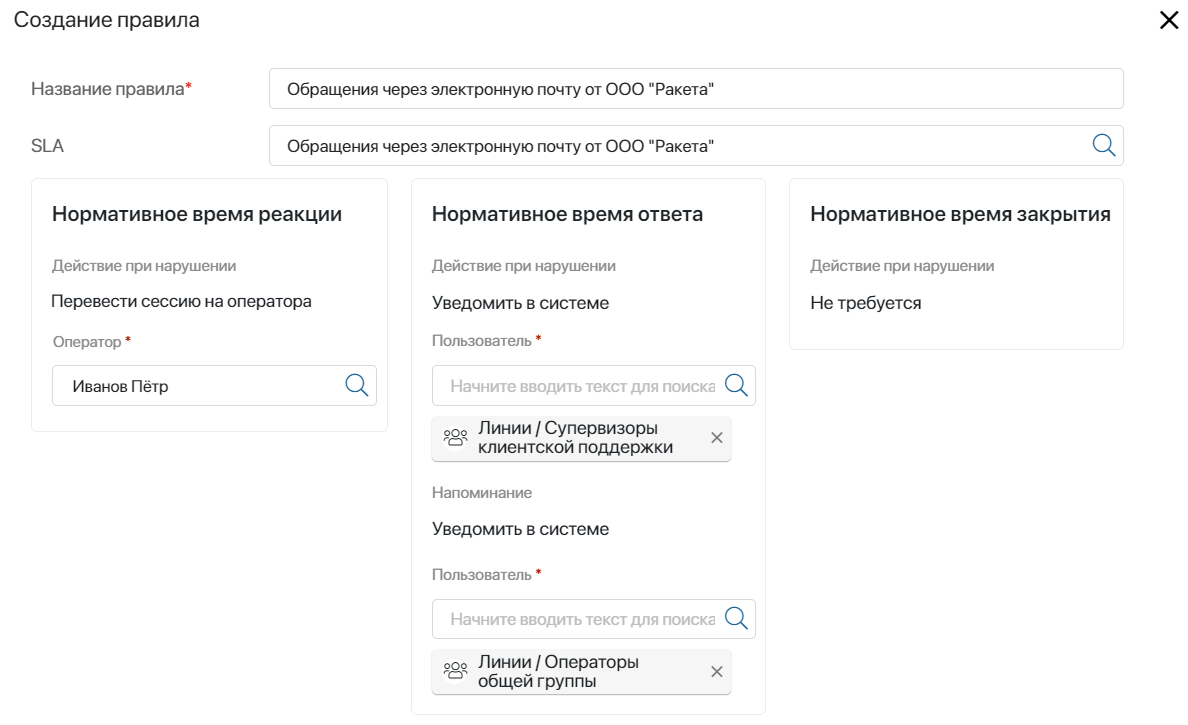 Создание правила
Название правила*
Обращения через электронную почту от ООО "Ракета"
SLA
Обращения через электронную почту от ООО "Ракета"
Нормативное время реакции
Действие при нарушении
Перевести сессию на оператора
Оператор *
Иванов Пётр
Нормативное время ответа
Действие при нарушении
Уведомить в системе
Пользователь *
Начните вводить текст для поиска
Линии / Супервизоры
клиентской поддержки
Напоминание
Уведомить в системе
Пользователь *
Начните вводить текст для поиска
Линии / Операторы
общей группы
Нормативное время закрытия
Действие при нарушении
Не требуется